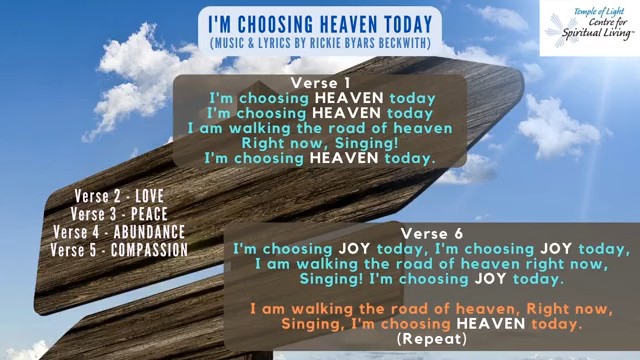 I'M CHOOSING HEAVEN TODAY
(MUSIC & LYRICS BY RICKIE BYARS BECKWITH)
Temple of Light
Centre for
Spiritual Living™
Verse 1
I'm choosing HEAVEN today
I'm choosing HEAVEN today
I am walking the road of heaven
Right now, Singing!
I'm choosing HEAVEN today.
Verse 2 - LOVE
Verse 3 - PEACE
Verse 4 - ABUNDANCE
Verse 5 - COMPASSION
Verse 6
I'm choosing JOY today, I'm choosing JOY today,
I am walking the road of heaven right now,
Singing! I'm choosing JOY today.
I am walking the road of heaven, Right now,
Singing, I'm choosing HEAVEN today.
(Repeat)